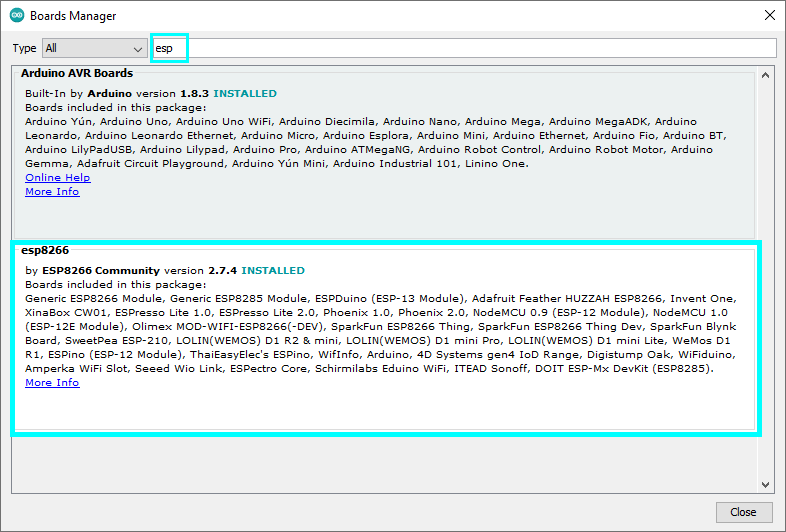 Boards Manager
Type All esp
Arduino AVR Boards
Built-In by Arduino version 1.8.3 INSTALLED
Boards included in this package:
Arduino Yún, Arduino Uno, Arduino Uno WiFi, Arduino Diecimila, Arduino Nano, Arduino Mega, Arduino MegaADK, Arduino
Leonardo, Arduino Leonardo Ethernet, Arduino Micro, Arduino Esplora, Arduino Mini, Arduino Ethernet, Arduino Fio, Arduino BT,
Arduino LilyPadUSB, Arduino Lilypad, Arduino Pro, Arduino ATMegaNG, Arduino Robot Control, Arduino Robot Motor, Arduino
Gemma, Adafruit Circuit Playground, Arduino Yún Mini, Arduino Industrial 101, Linino One.
Online Help
More Info
esp8266
by ESP8266 Community version 2.7.4 INSTALLED
Boards included in this package:
Generic ESP8266 Module, Generic ESP8285 Module, ESPDuino (ESP-13 Module), Adafruit Feather HUZZAH ESP8266, Invent One,
XinaBox CW01, ESPresso Lite 1.0, ESPresso Lite 2.0, Phoenix 1.0, Phoenix 2.0, NodeMCU 0.9 (ESP-12 Module), NodeMCU 1.0
(ESP-12E Module), Olimex MOD-WIFI-ESP8266(-DEV), SparkFun ESP8266 Thing, SparkFun ESP8266 Thing Dev, SparkFun Blynk
Board, SweetPea ESP-210, LOLIN(WEMOS) D1 R2 & mini, LOLIN(WEMOS) D1 mini Pro, LOLIN(WEMOS) D1 mini Lite, WeMos D1
R1, ESPino (ESP-12 Module), ThaiEasyElec's ESPino, WifInfo, Arduino, 4D Systems gen4 IoD Range, Digistump Oak, WiFiduino,
Amperka WiFi Slot, Seeed Wio Link, ESPectro Core, Schirmilabs Eduino WiFi, ITEAD Sonoff, DOIT ESP-Mx DevKit (ESP8285).
More Info
Close